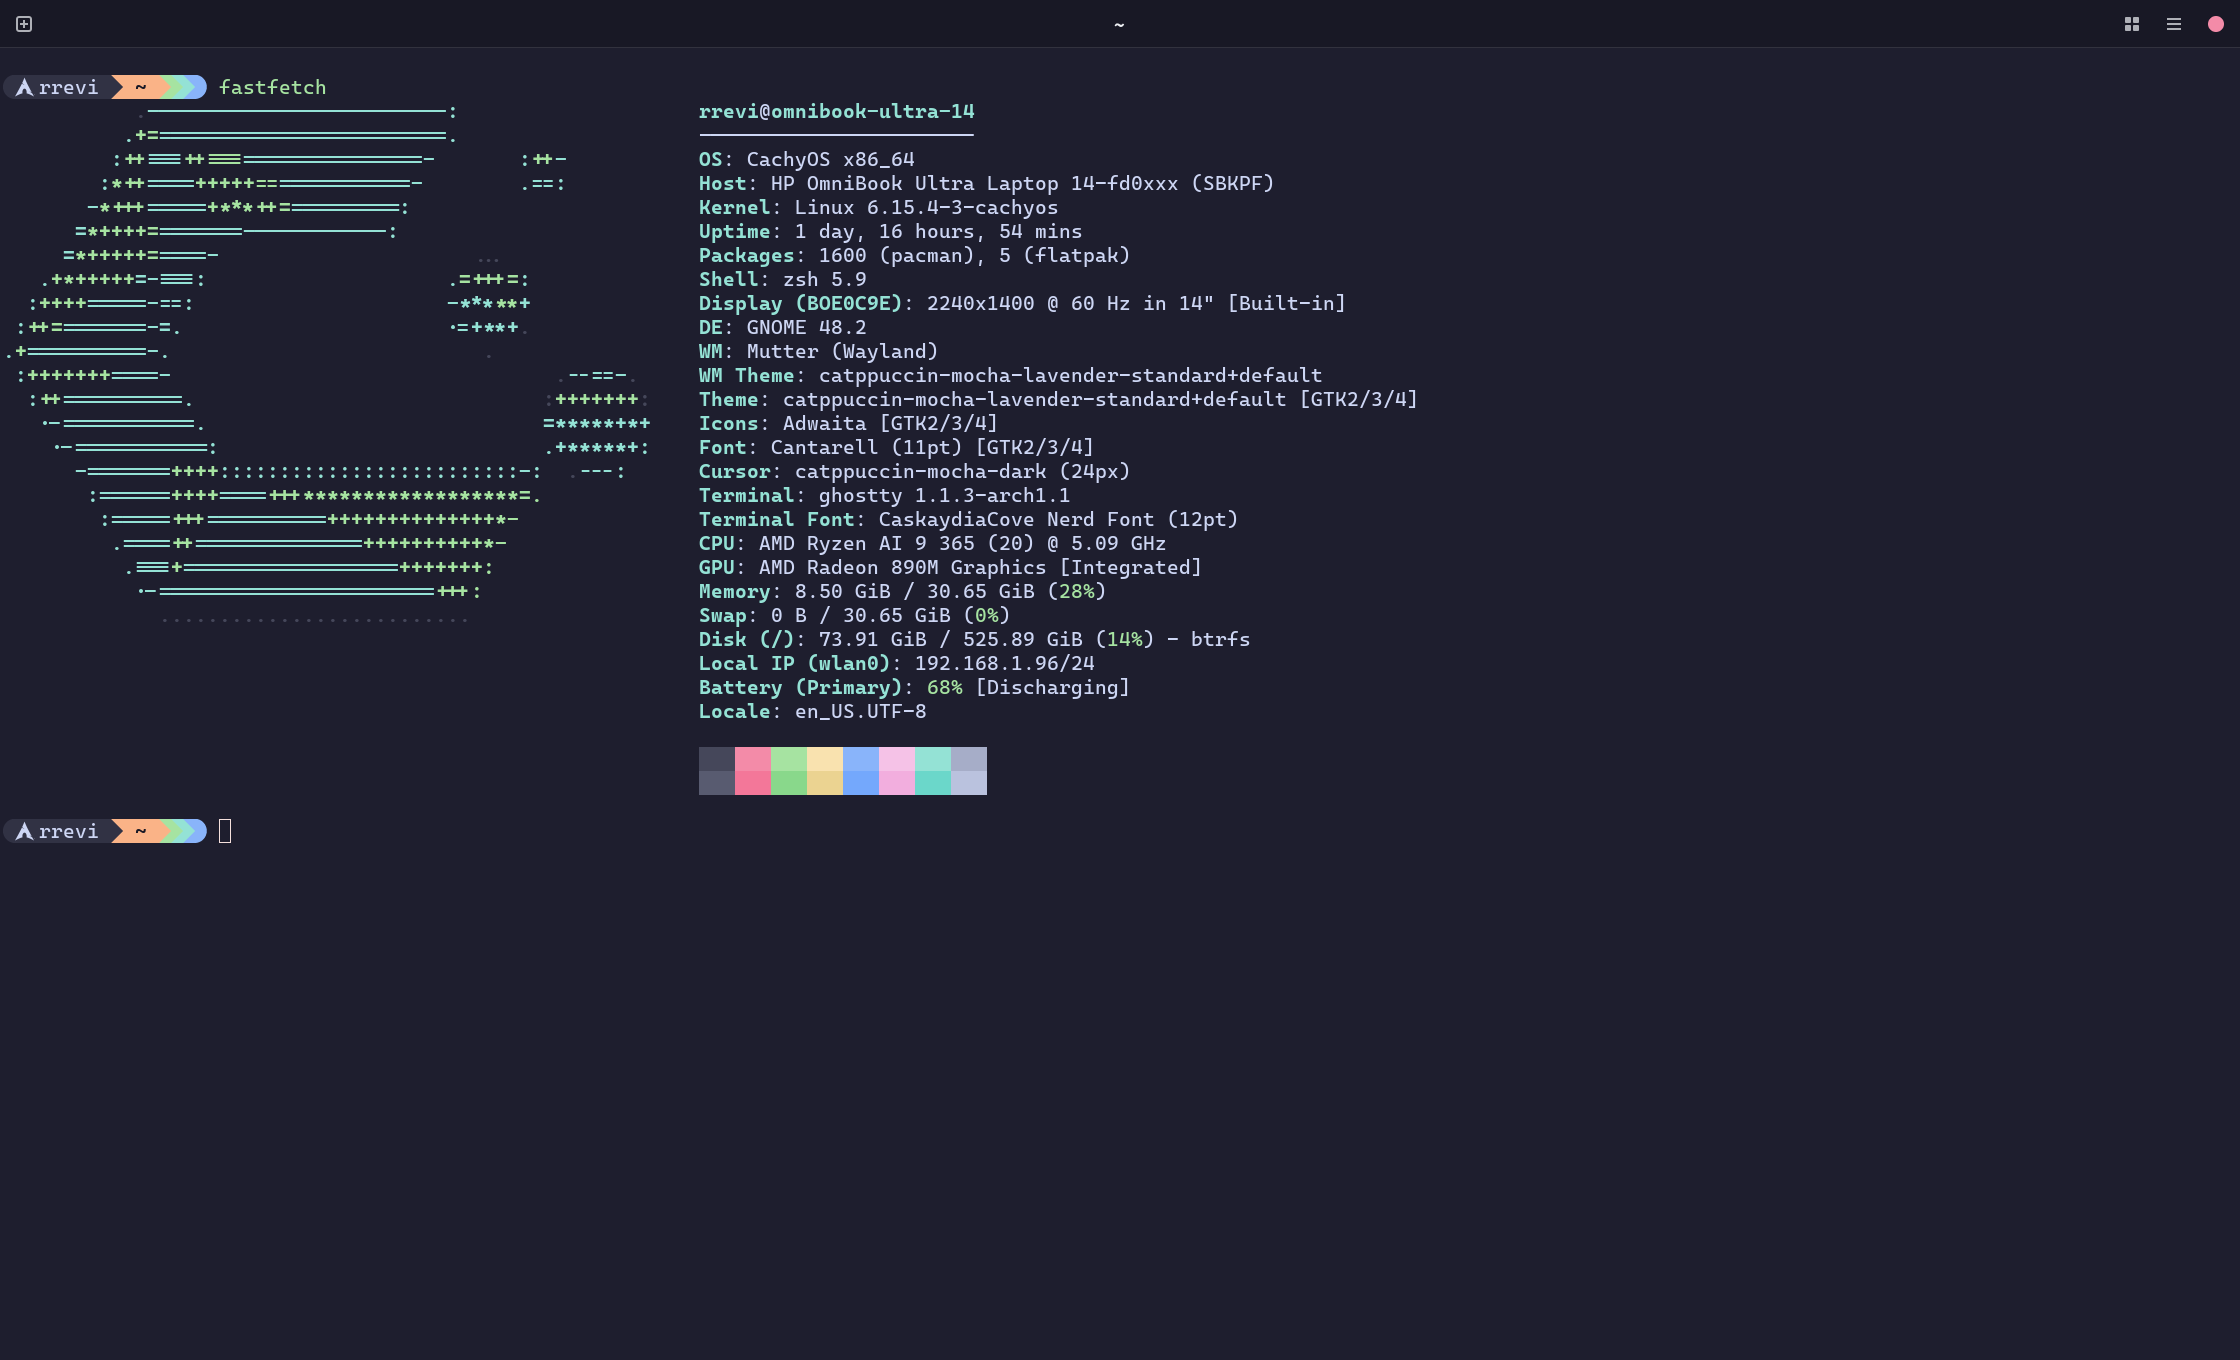 ~
rrevi ~ fastfetch
rrevi@omnibook-ultra-14
OS: CachyOS x86_64
Host: HP OmniBook Ultra Laptop 14-fd0xxx (SBKPF)
Kernel: Linux 6.15.4-3-cachyos
Uptime: 1 day, 16 hours, 54 mins
Packages: 1600 (pacman), 5 (flatpak)
Shell: zsh 5.9
Display (BOE0C9E): 2240x1400 @ 60 Hz in 14" [Built-in]
DE: GNOME 48.2
WM: Mutter (Wayland)
WM Theme: catppuccin-mocha-lavender-standard+default
Theme: catppuccin-mocha-lavender-standard+default [GTK2/3/4]
Icons: Adwaita [GTK2/3/4]
Font: Cantarell (11pt) [GTK2/3/4]
Cursor: catppuccin-mocha-dark (24px)
Terminal: ghostty 1.1.3-arch1.1
Terminal Font: CaskaydiaCove Nerd Font (12pt)
CPU: AMD Ryzen AI 9 365 (20) @ 5.09 GHz
GPU: AMD Radeon 890M Graphics [Integrated]
Memory: 8.50 GiB / 30.65 GiB (28%)
Swap: 0 B / 30.65 GiB (0%)
Disk (/): 73.91 GiB / 525.89 GiB (14%) - btrfs
Local IP (wlan0): 192.168.1.96/24
Battery (Primary): 68% [Discharging]
Locale: en_US.UTF-8
rrevi ~